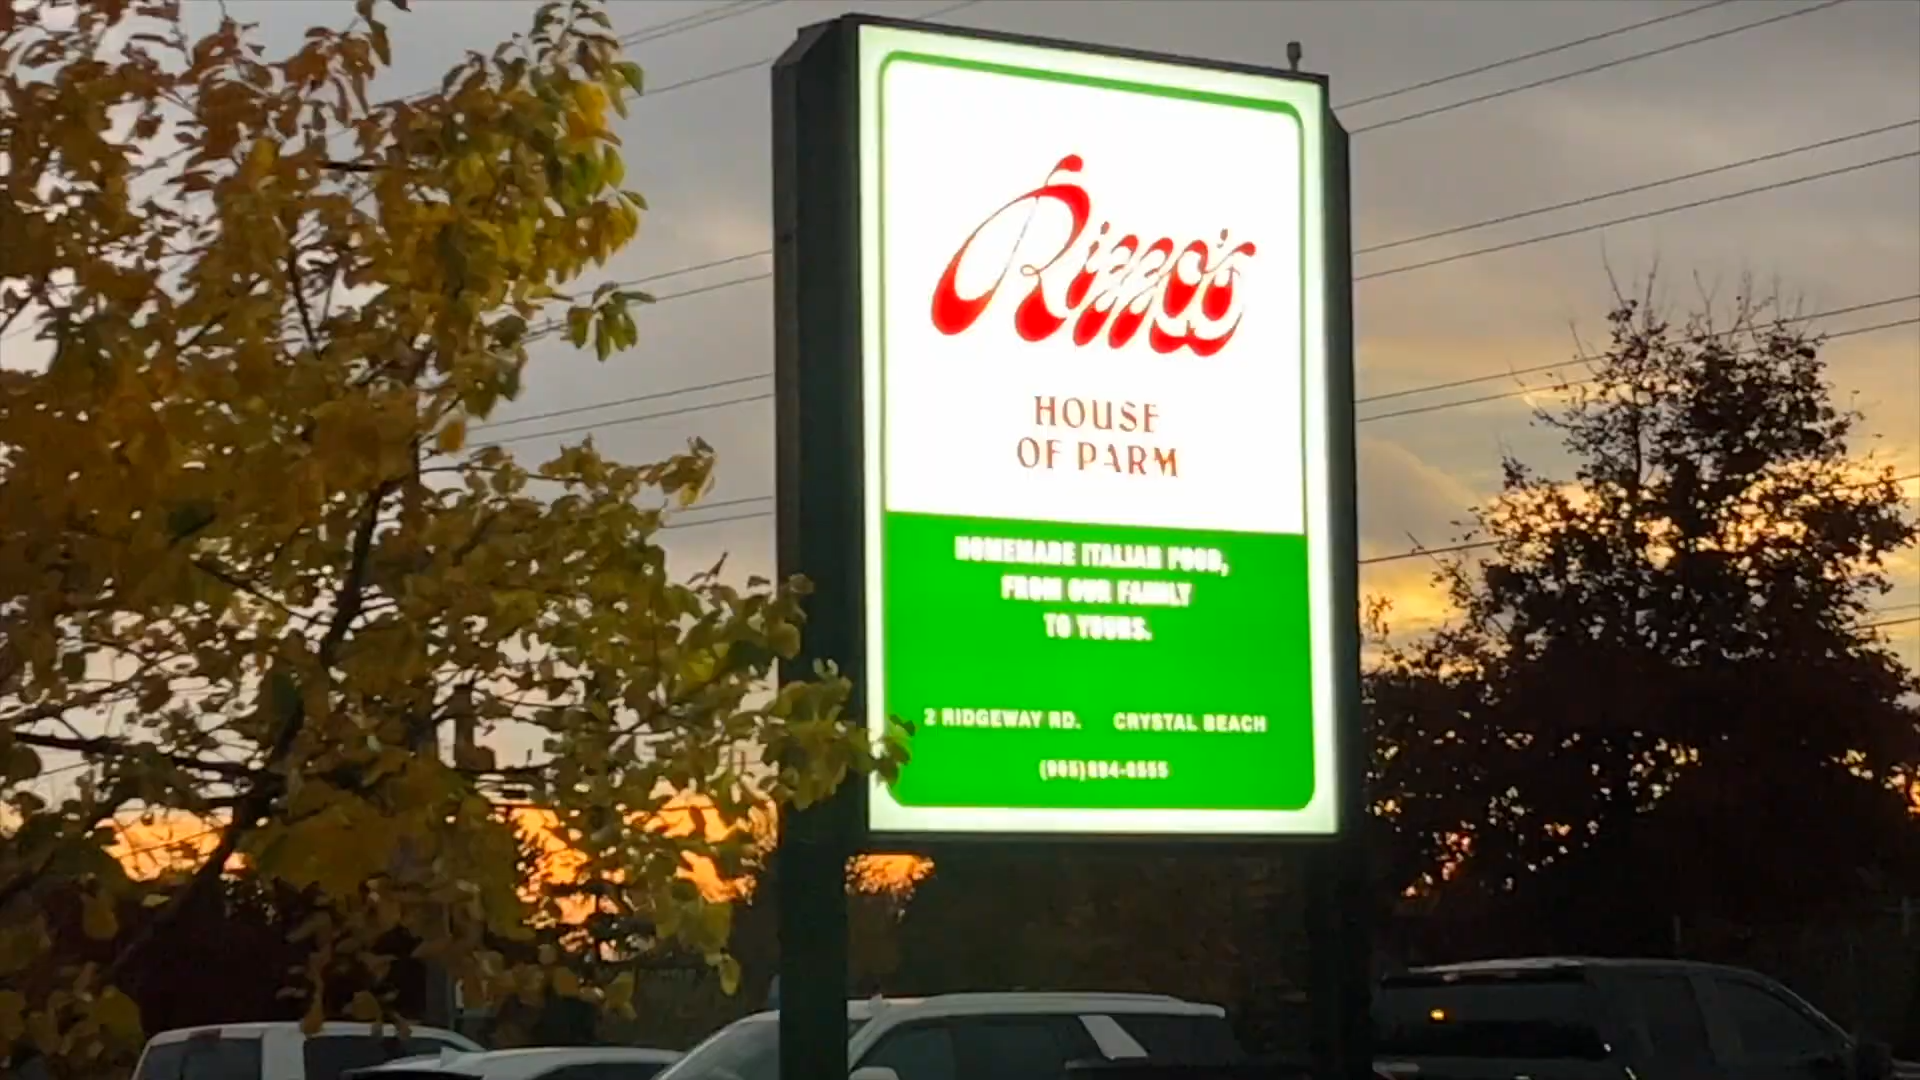 Rizzo's
HOUSE
OF PARM
HOMEMADE ITALIAN FOOD,
FROM OUR FAMILY
TO YOURS.
2 RIDGEWAY RD. CRYSTAL BEACH